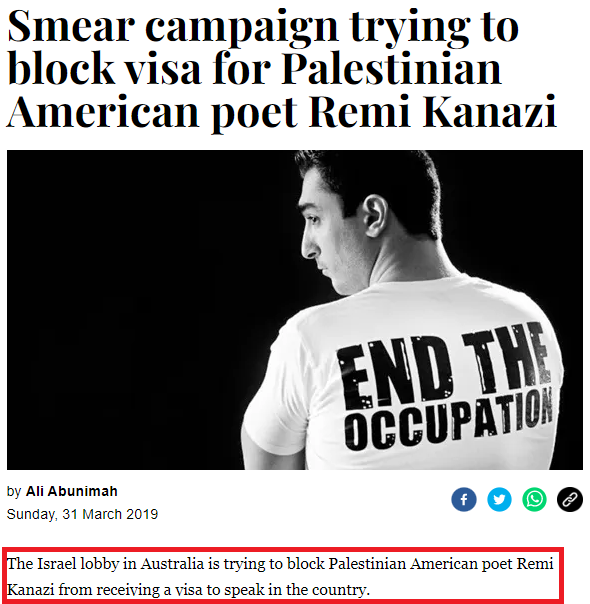 Smear campaign trying to
block visa for Palestinian
American poet Remi Kanazi
END THE
OCCUPATION
by Ali Abunimah
Sunday, 31 March 2019
The Israel lobby in Australia is trying to block Palestinian American poet Remi
Kanazi from receiving a visa to speak in the country.